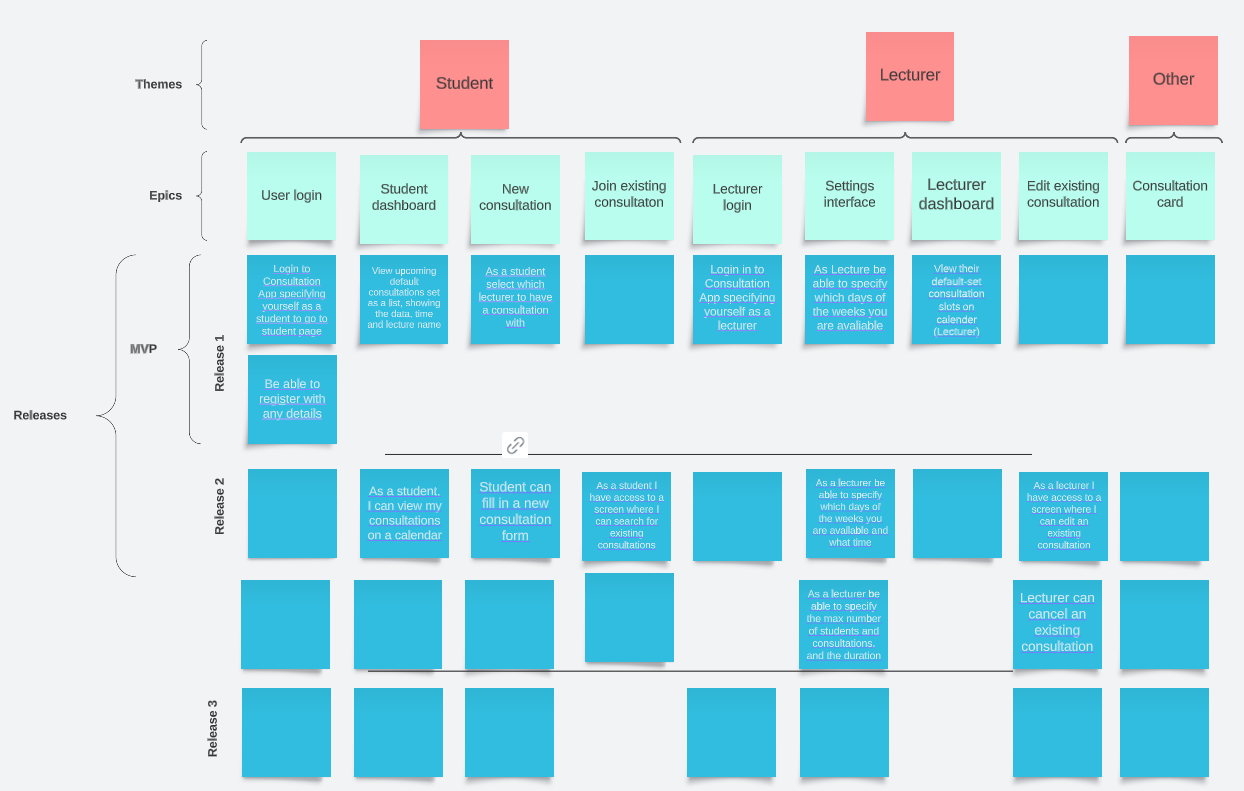 Themes
Student
Lecturer
Other
Epics
User login
Student
dashboard
New
consultation
Join existing
consultaton
Lecturer
login
Settings
interface
Lecturer
dashboard
Edit existing
consultation
Consultation
card
Releases
MVP
Release 1
Login to
Consultation
App specifying
yourself as a
student to go to
student page
View upcoming
default
consultations set
as a list, showing
the data, time
and lecture name
As a student
select which
lecturer to have
a consultation
with
Login in to
Consultation
App specifying
yourself as a
lecturer
As Lecture be
able to specify
which days of
the weeks you
are avaliable
View their
default-set
consultation
slots on
calender
(Lecturer)
Be able to
register with
any details
Release 2
As a student,
I can view my
consultations
on a calendar
Student can
fill in a new
consultation
form
As a student I
have access to a
screen where I
can search for
existing
consultations
As a lecturer be
able to specify
which days of
the weeks you
are available and
what time
As a lecturer I
have access to a
screen where I
can edit an
existing
consultation
As a lecturer be
able to specify
the max number
of students and
consultations,
and the duration
Lecturer can
cancel an
existing
consultation
Release 3